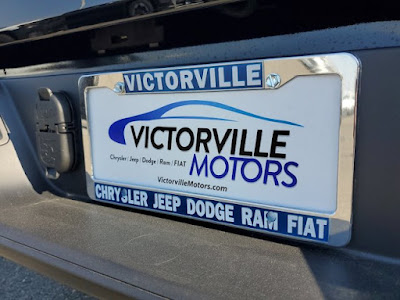 VICTORVILLE
VICTORVILLE
Chrysler | Jeep | Dodge | Ram | FIAT
MOTORS
VictorvilleMotors.com
CHRYSLER JEEP DODGE RAM FIAT